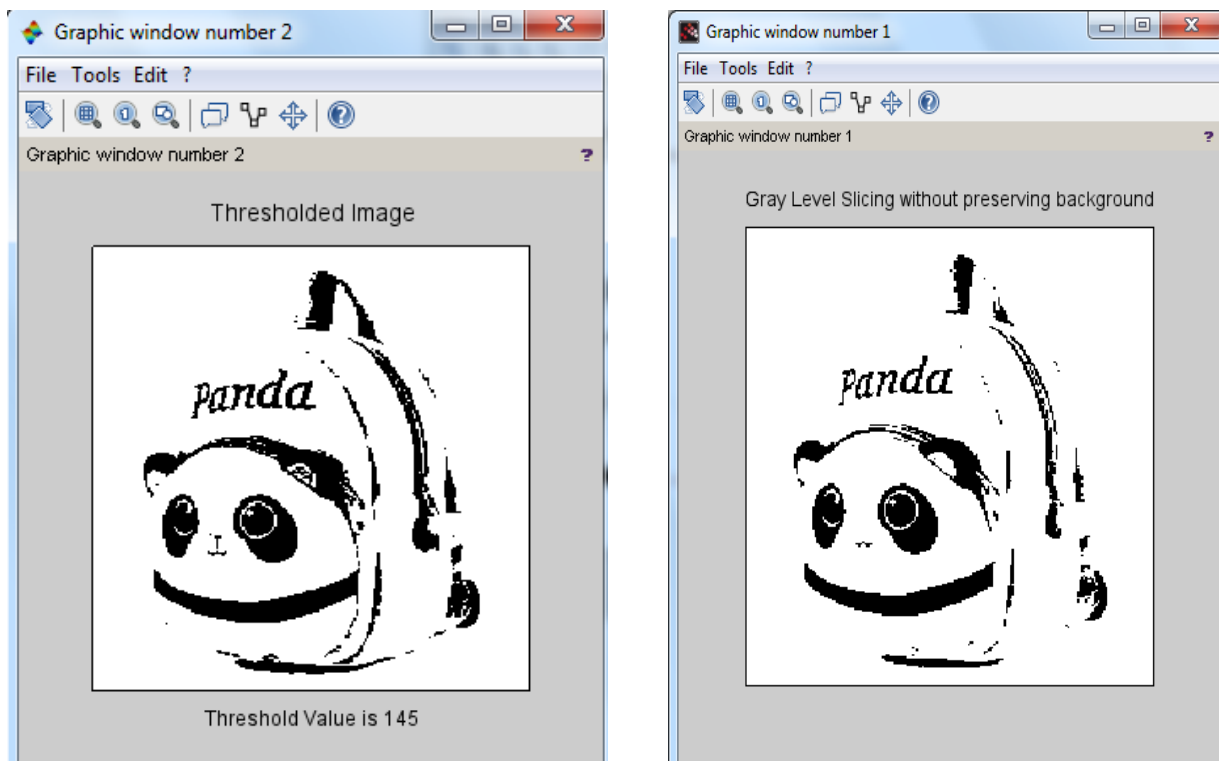 Graphic window number 2
File Tools Edit ?
Graphic window number 2 ?
Thresholded Image
Panda
Threshold Value is 145
Graphic window number 1
File Tools Edit ?
Graphic window number 1 ?
Gray Level Slicing without preserving background
Panda